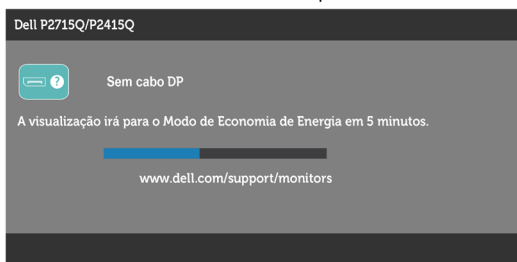 Dell P2715Q/P2415Q
?
Sem cabo DP
A visualização irá para o Modo de Economia de Energia em 5 minutos.
www.dell.com/support/monitors